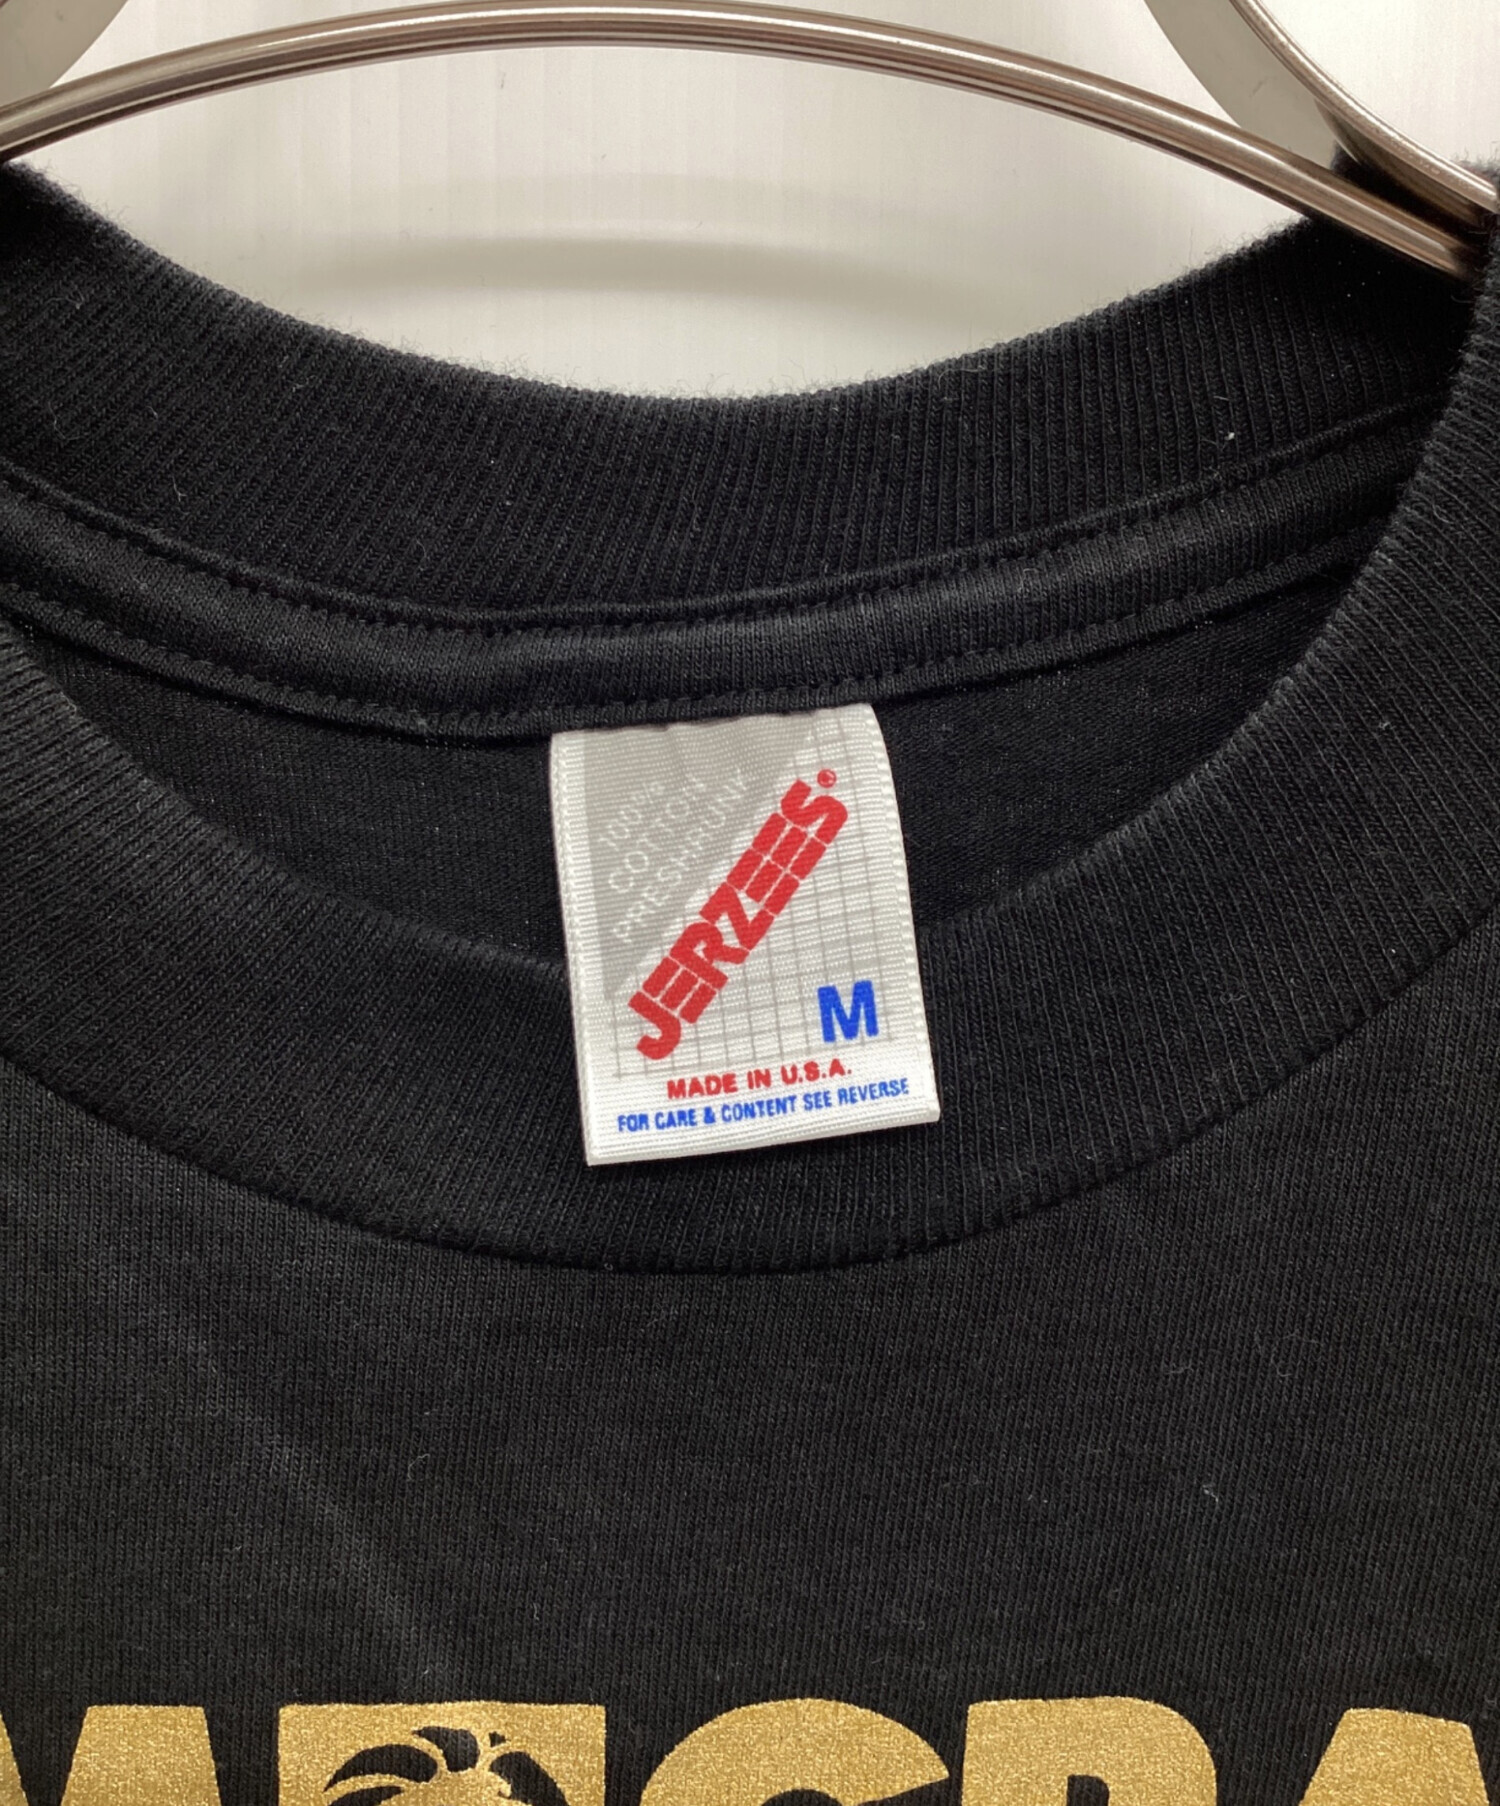 100%
COTTON
PRESHRUNK
JERZEES®
M
MADE IN U.S.A.
FOR CARE & CONTENT SEE REVERSE